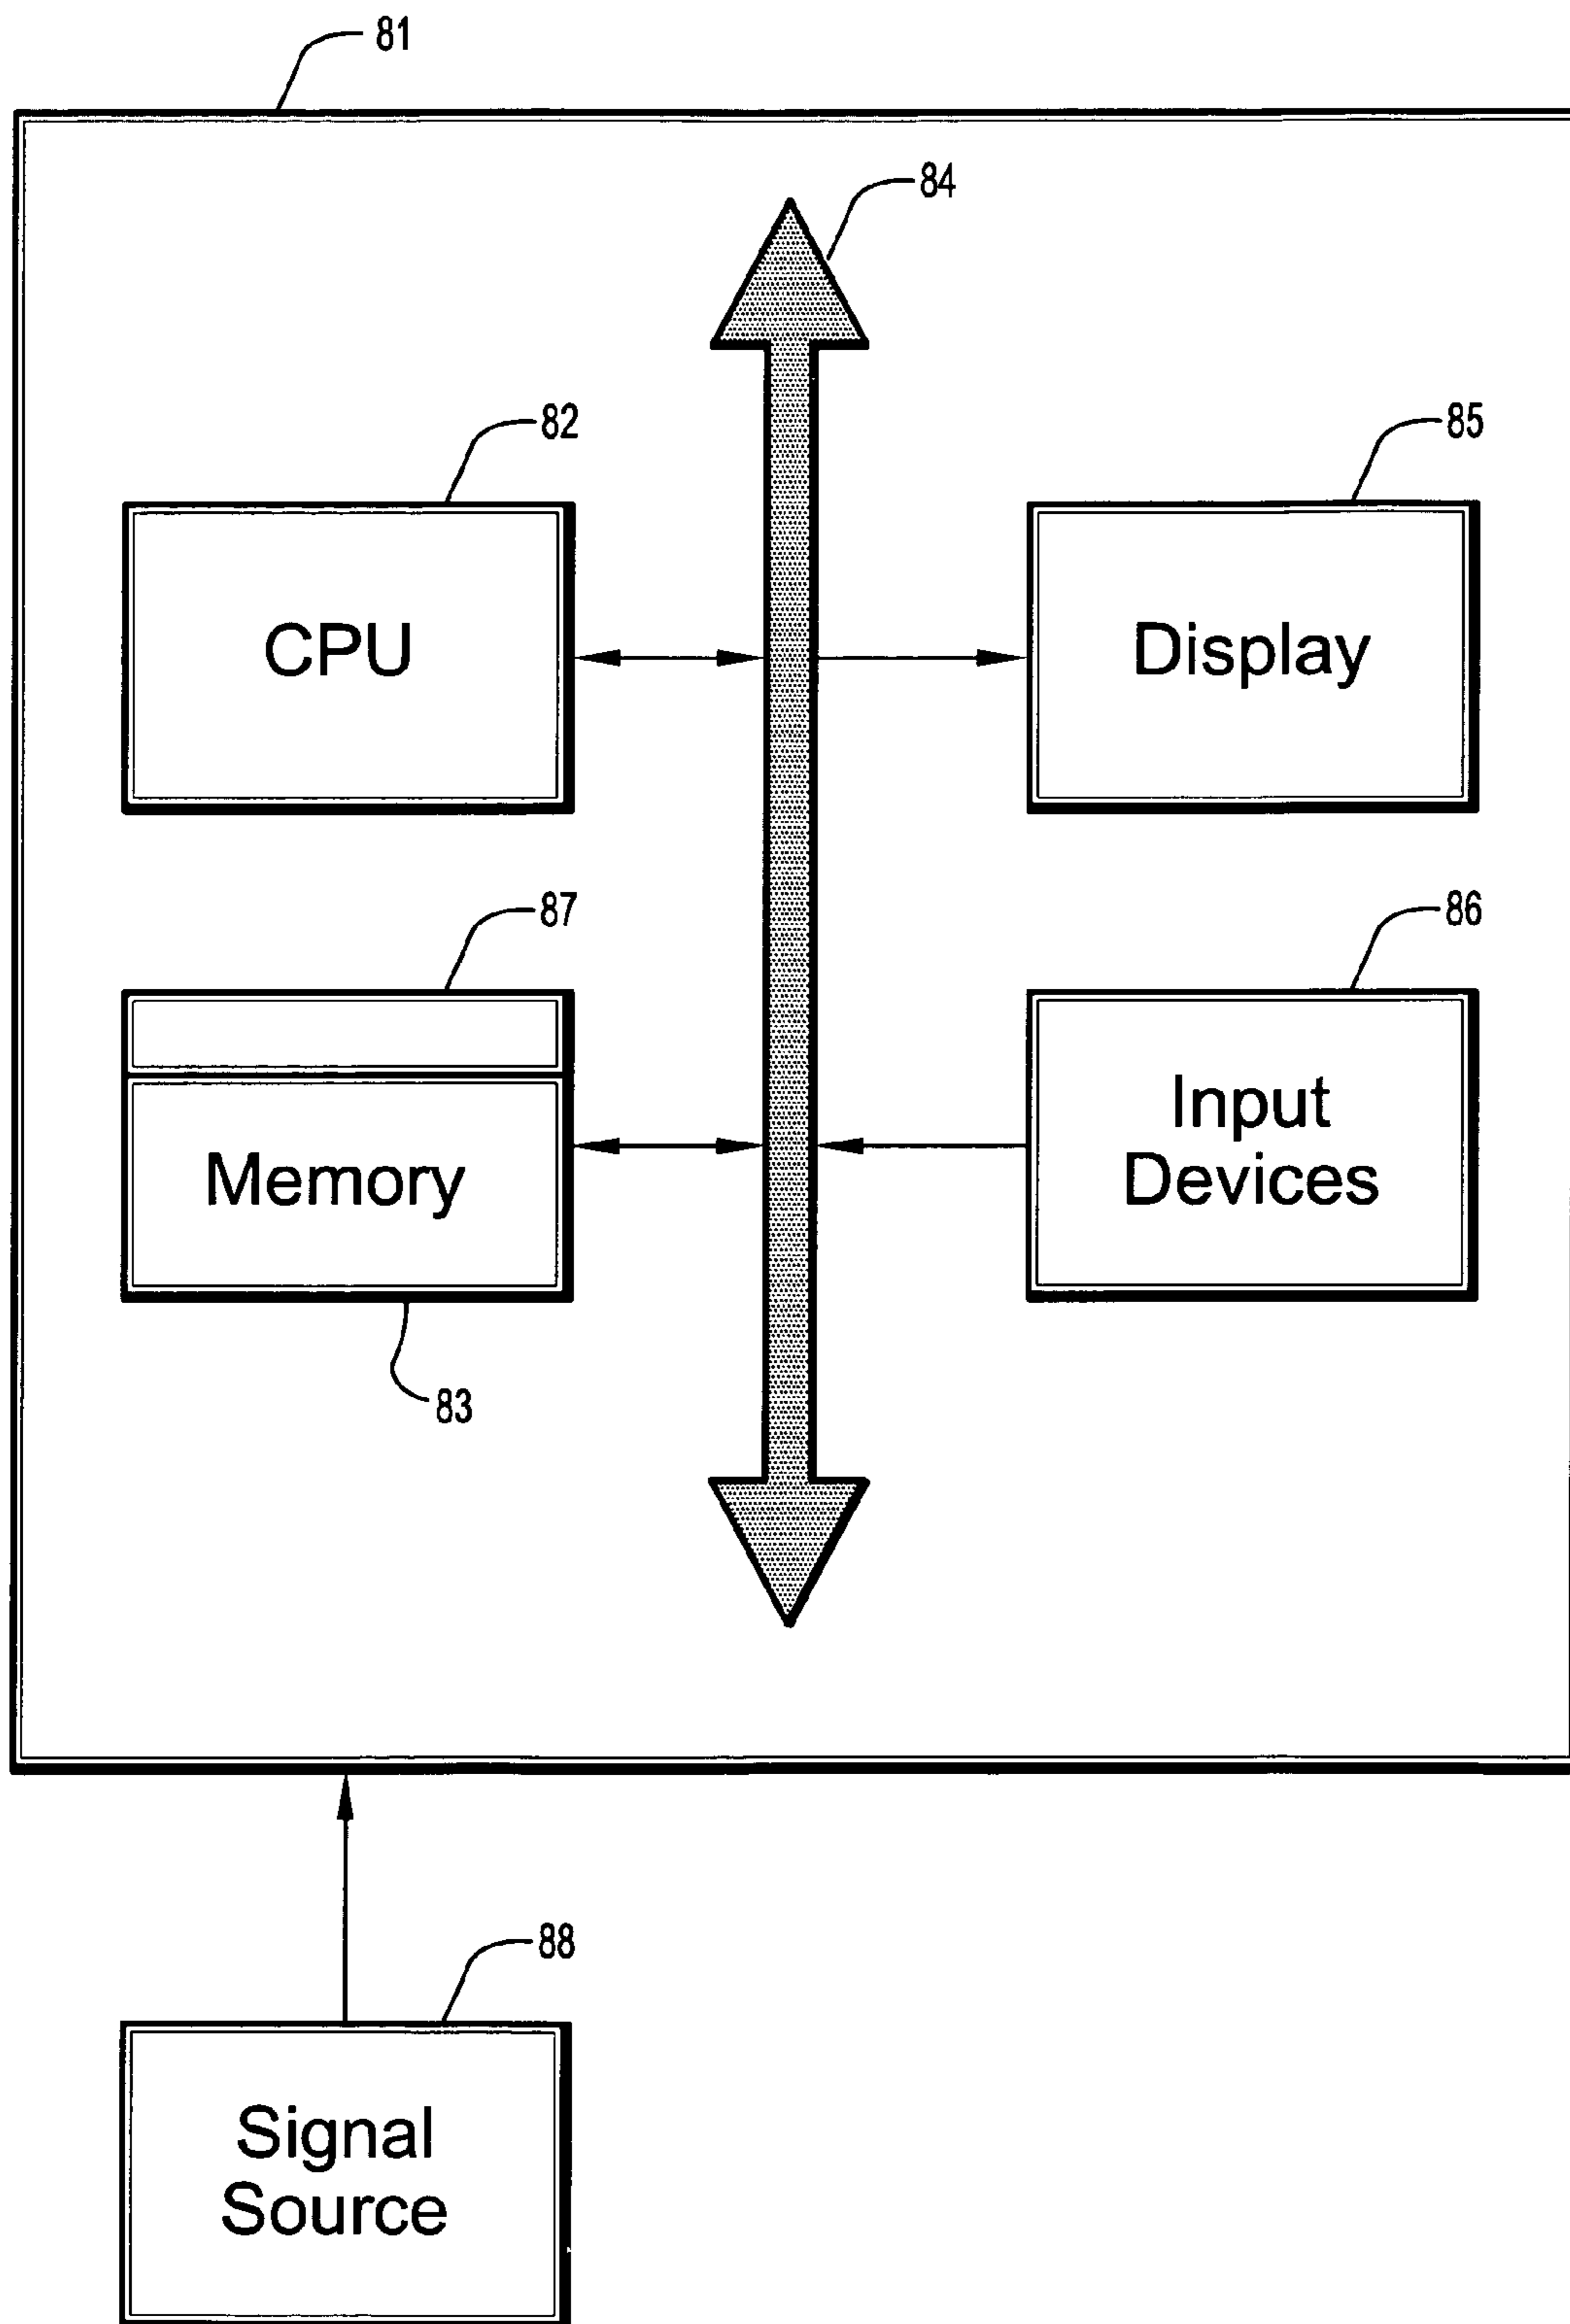 81
84
82
85
CPU
Display
87
86
Input
Devices
Memory
83
88
Signal
Source